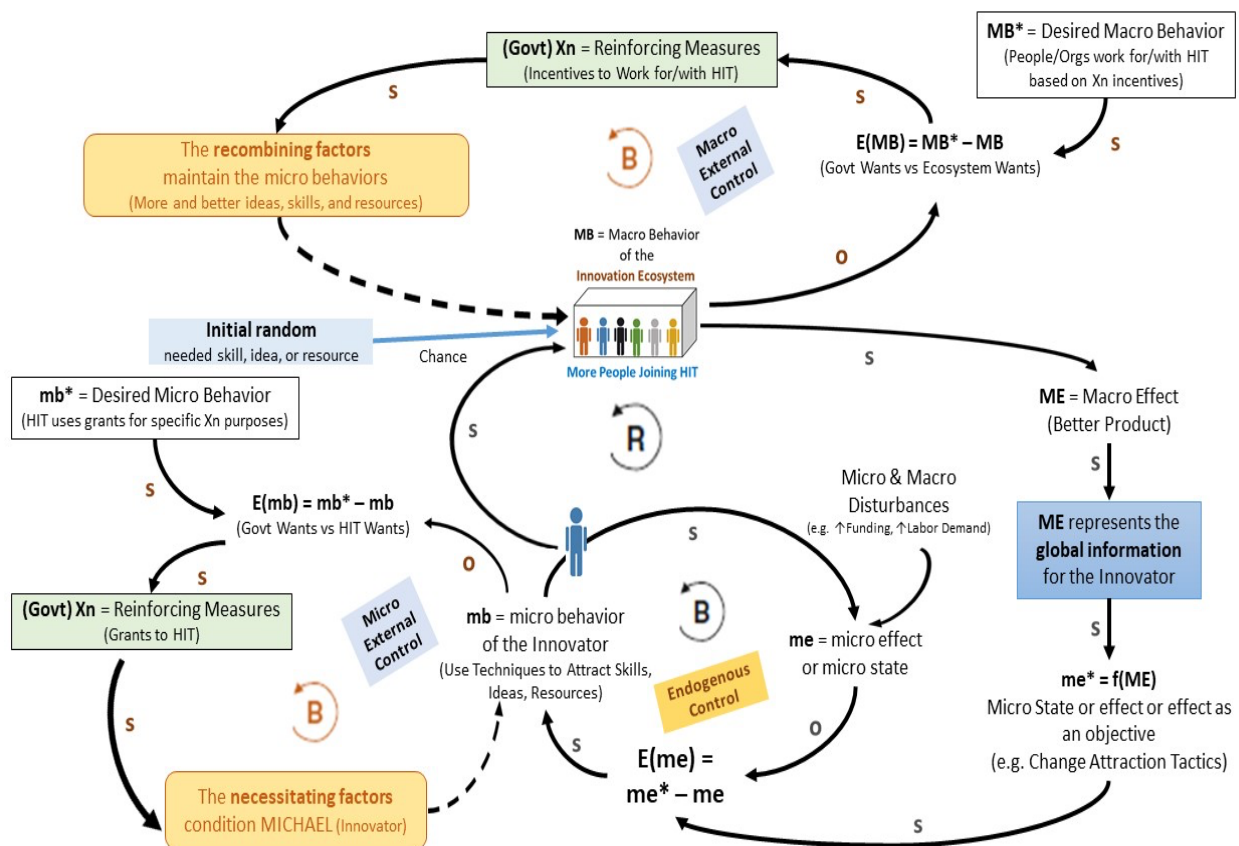 (Govt) Xn = Reinforcing Measures
(Incentives to Work for/with HIT)
MB* = Desired Macro Behavior
(People/Orgs work for/with HIT
based on Xn incentives)
S
S
S
The recombining factors
maintain the micro behaviors
(More and better ideas, skills, and resources)
B
Macro
External
Control
E(MB) = MB* – MB
(Govt Wants vs Ecosystem Wants)
MB = Macro Behavior
of the
Innovation Ecosystem
O
Initial random
needed skill, idea, or resource
Chance
More People Joining HIT
S
mb* = Desired Micro Behavior
(HIT uses grants for specific Xn purposes)
ME = Macro Effect
(Better Product)
S
R
S
Micro & Macro
Disturbances
(e.g. ↑Funding, ↑Labor Demand)
S
E(mb) = mb* – mb
(Govt Wants vs HIT Wants)
ME represents the
global information
for the Innovator
S
O
S
(Govt) Xn = Reinforcing Measures
(Grants to HIT)
Micro
External
Control
mb = micro behavior
of the Innovator
(Use Techniques to Attract Skills,
Ideas, Resources)
B
me = micro effect
or micro state
S
Endogenous
Control
me* = f(ME)
Micro State or effect or effect as
an objective
(e.g. Change Attraction Tactics)
S
B
S
O
E(me) =
me* – me
The necessitating factors
condition MICHAEL (Innovator)
S